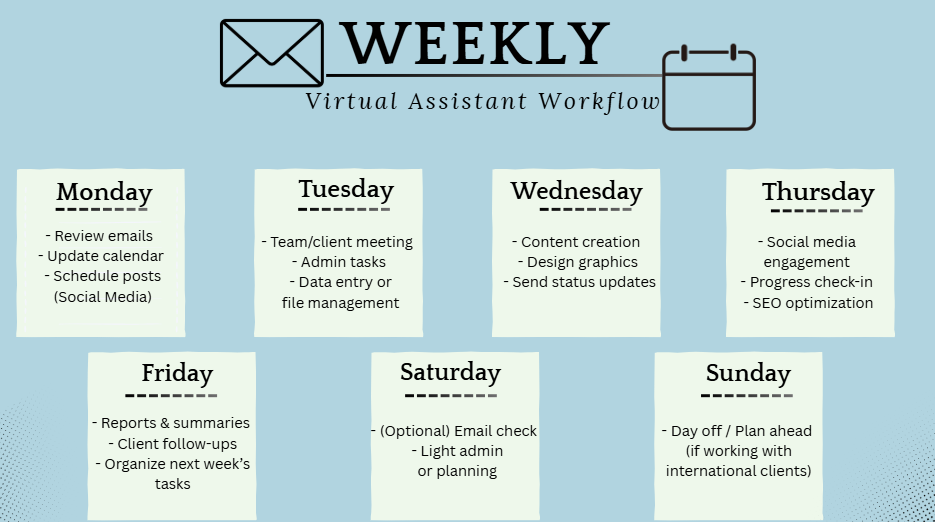 WEEKLY
Virtual Assistant Workflow
Monday
- Review emails
- Update calendar
- Schedule posts
(Social Media)
Tuesday
- Team/client meeting
- Admin tasks
- Data entry or
file management
Wednesday
- Content creation
- Design graphics
- Send status updates
Thursday
- Social media
engagement
- Progress check-in
- SEO optimization
Friday
- Reports & summaries
- Client follow-ups
- Organize next week's
tasks
Saturday
- (Optional) Email check
- Light admin
or planning
Sunday
- Day off / Plan ahead
(if working with
international clients)